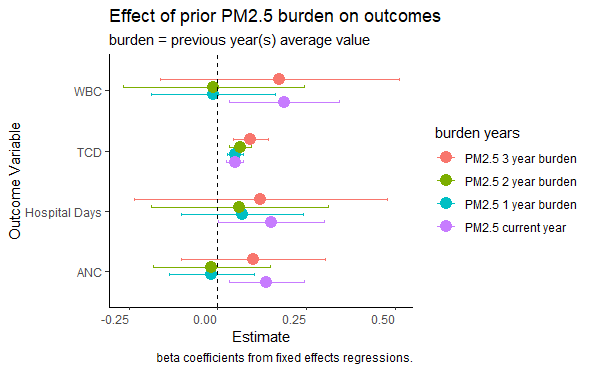 Effect of prior PM2.5 burden on outcomes
burden = previous year(s) average value
Outcome Variable
WBC
TCD
Hospital Days
ANC
-0.25
0.00
0.25
0.50
Estimate
beta coefficients from fixed effects regressions.
burden years
PM2.5 3 year burden
PM2.5 2 year burden
PM2.5 1 year burden
PM2.5 current year